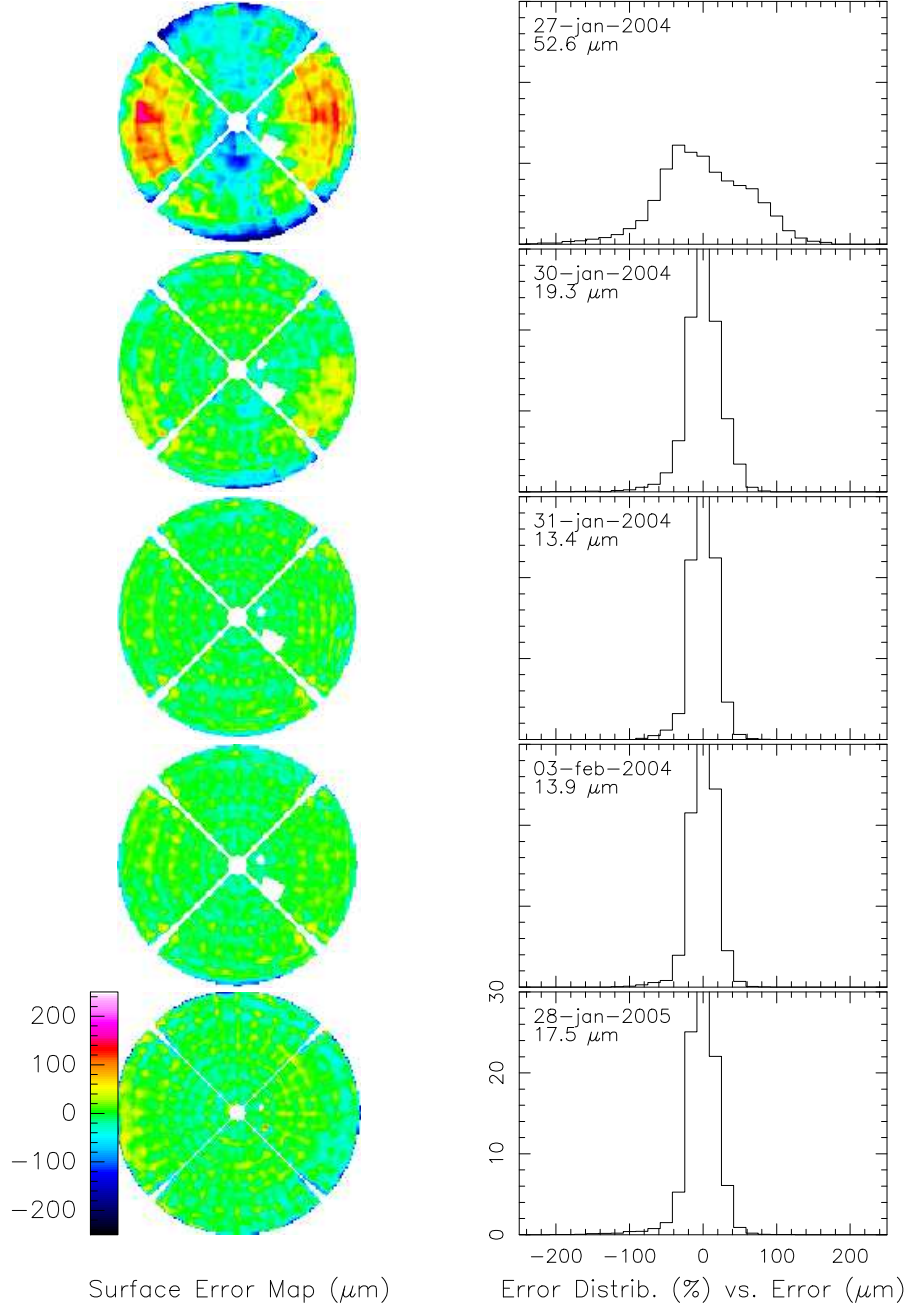 27-jan-2004
52.6 μm
30-jan-2004
19.3 μm
31-jan-2004
13.4 μm
03-feb-2004
13.9 μm
28-jan-2005
17.5 μm
200
100
0
−100
−200
30
20
10
0
−200 −100 0 100 200
Surface Error Map (μm)
Error Distrib. (%) vs. Error (μm)